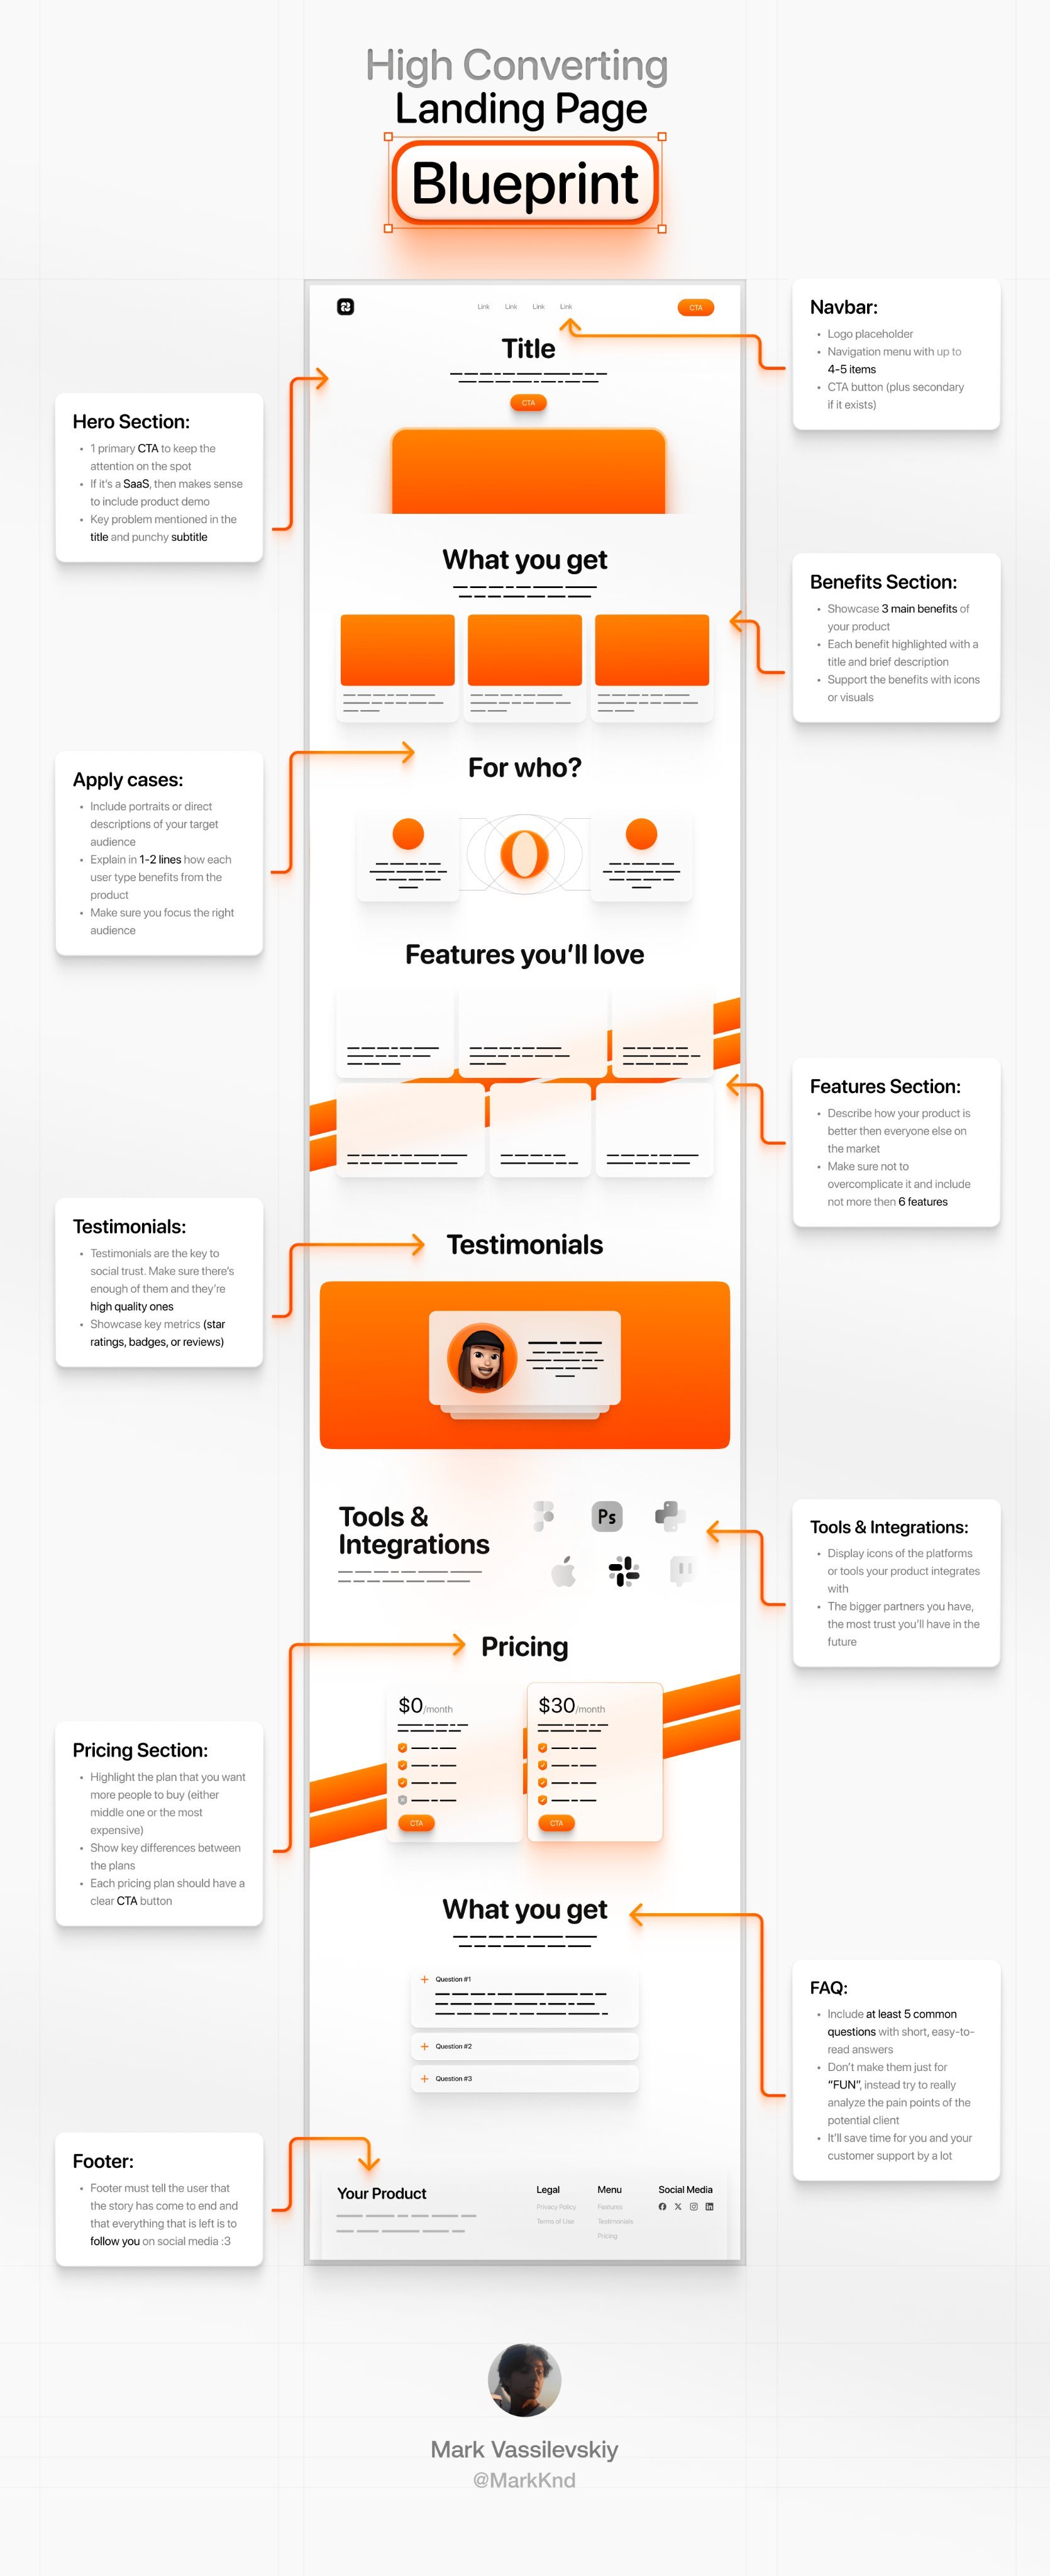 High Converting
Landing Page
Blueprint
Link Link Link Link
CTA
Title
CTA
Navbar:
• Logo placeholder
• Navigation menu with up to
4-5 items
• CTA button (plus secondary
if it exists)
Hero Section:
• 1 primary CTA to keep the
attention on the spot
• If it's a SaaS, then makes sense
to include product demo
• Key problem mentioned in the
title and punchy subtitle
What you get
Benefits Section:
• Showcase 3 main benefits of
your product
• Each benefit highlighted with a
title and brief description
• Support the benefits with icons
or visuals
For who?
Apply cases:
• Include portraits or direct
descriptions of your target
audience
• Explain in 1-2 lines how each
user type benefits from the
product
• Make sure you focus the right
audience
Features you'll love
Features Section:
• Describe how your product is
better then everyone else on
the market
• Make sure not to
overcomplicate it and include
not more then 6 features
Testimonials
Testimonials:
• Testimonials are the key to
social trust. Make sure there's
enough of them and they're
high quality ones
• Showcase key metrics (star
ratings, badges, or reviews)
Tools &
Integrations
Ps
Tools & Integrations:
• Display icons of the platforms
or tools your product integrates
with
• The bigger partners you have,
the most trust you'll have in the
future
Pricing
$0/month
CTA
$30/month
CTA
Pricing Section:
• Highlight the plan that you want
more people to buy (either
middle one or the most
expensive)
• Show key differences between
the plans
• Each pricing plan should have a
clear CTA button
What you get
Question #1
Question #2
Question #3
FAQ:
• Include at least 5 common
questions with short, easy-to-
read answers
• Don't make them just for
“FUN”, instead try to really
analyze the pain points of the
potential client
• It'll save time for you and your
customer support by a lot
Footer:
• Footer must tell the user that
the story has come to end and
that everything that is left is to
follow you on social media :3
Your Product
Legal
Privacy Policy
Terms of Use
Menu
Features
Testimonials
Pricing
Social Media
Mark Vassilevskiy
@MarkKnd